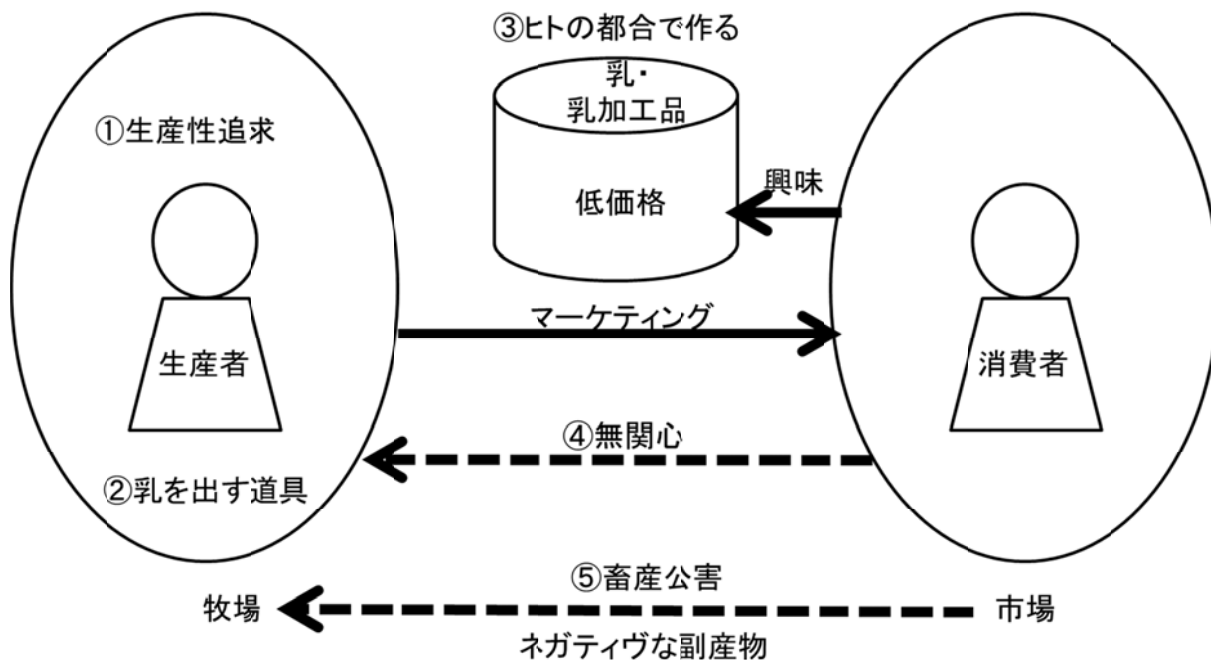 ③ヒトの都合で作る
乳・
乳加工品
①生産性追求
興味
低価格
マーケティング
生産者
消費者
④無関心
②乳を出す道具
⑤畜産公害
牧場
市場
ネガティヴな副産物